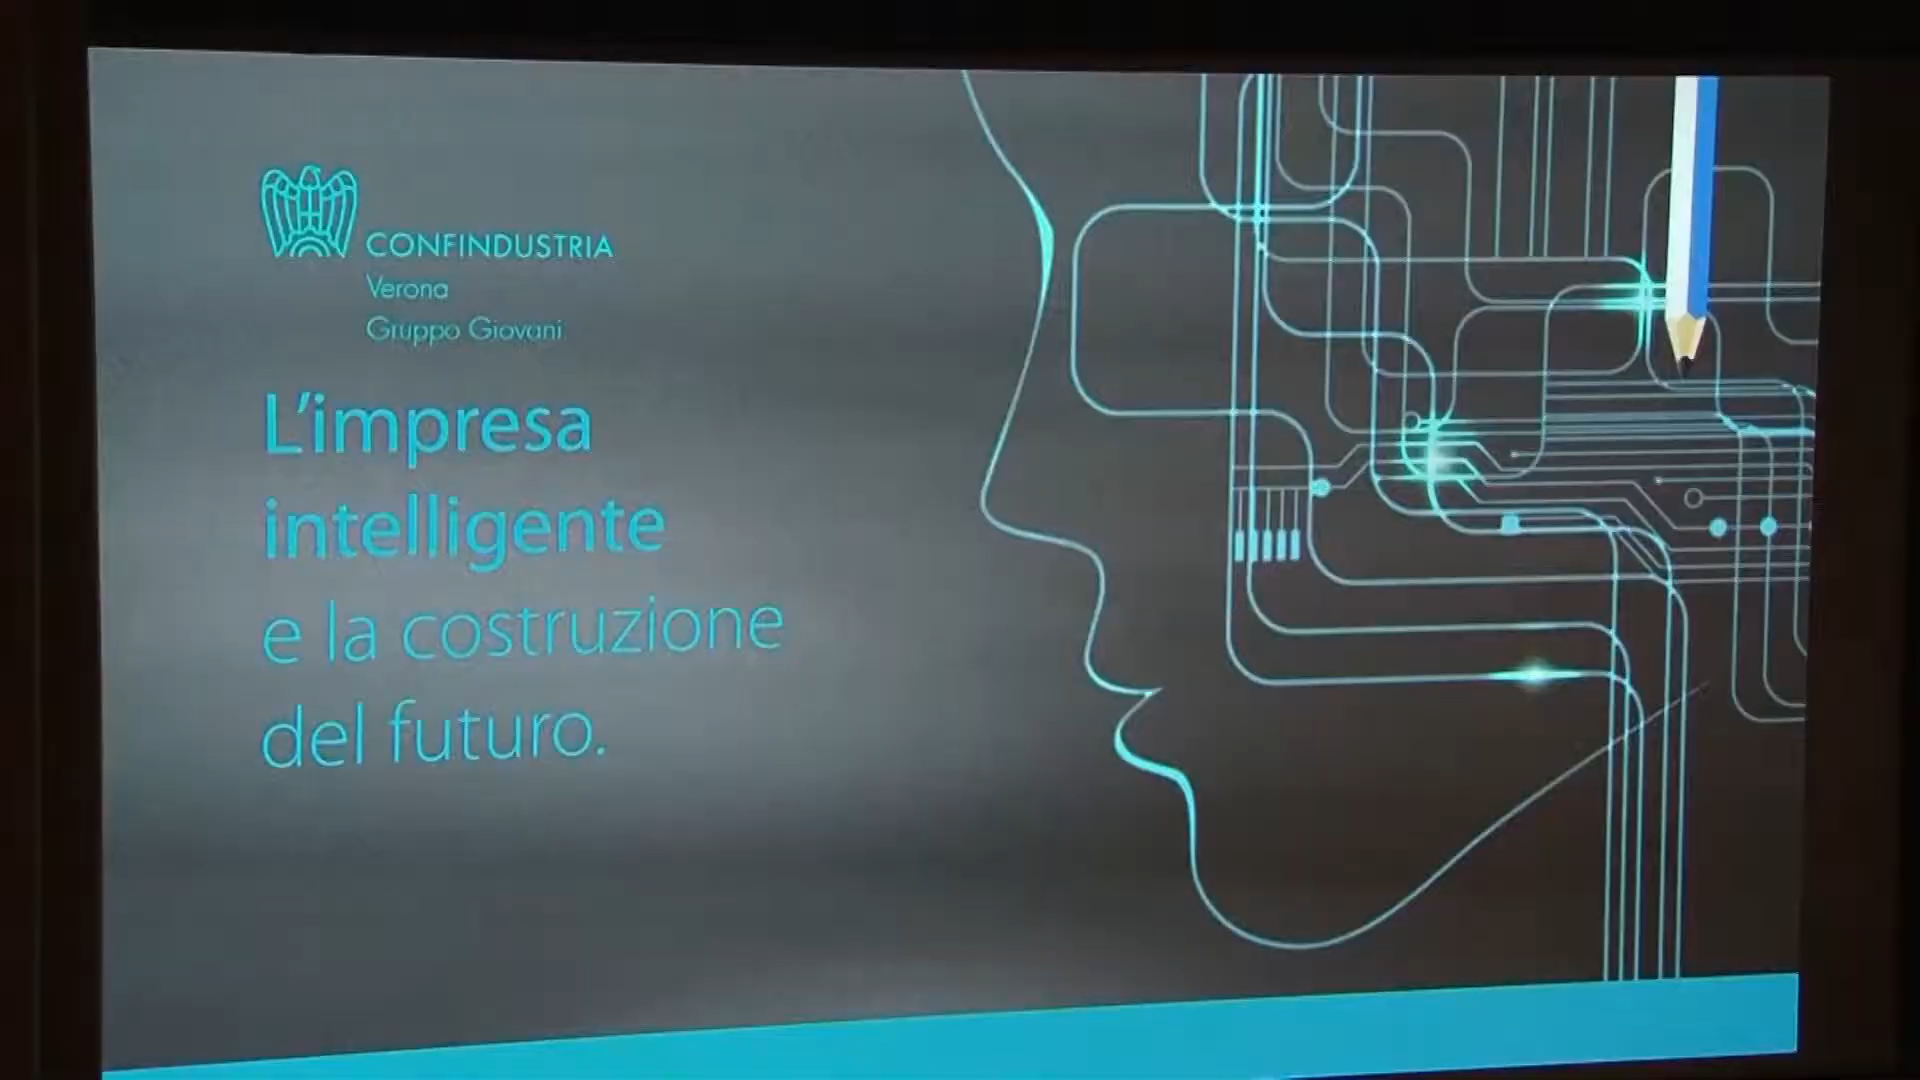 CONFINDUSTRIA
Verona
Gruppo Giovani
L’impresa
intelligente
e la costruzione
del futuro.